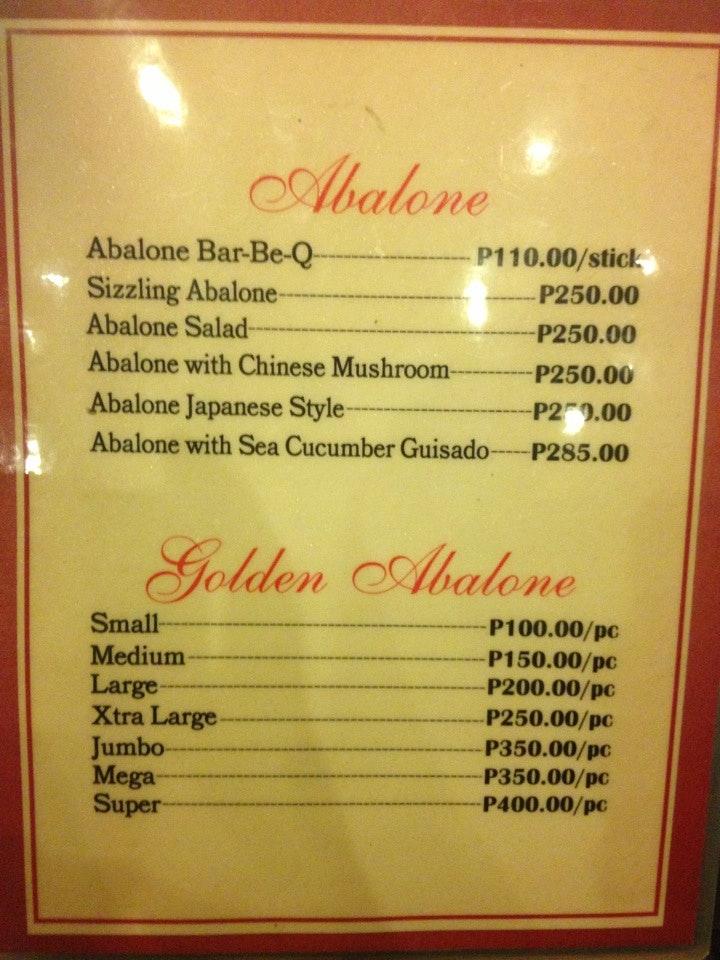 Abalone
Abalone Bar-Be-Q P110.00/stick
Sizzling Abalone P250.00
Abalone Salad P250.00
Abalone with Chinese Mushroom P250.00
Abalone Japanese Style
Abalone with Sea Cucumber Guisado P285.00
Golden Abalone
Small P100.00/pc
Medium P150.00/pc
Large P200.00/pc
Xtra Large P250.00/pc
Jumbo P350.00/pc
Mega P350.00/pc
Super P400.00/pc